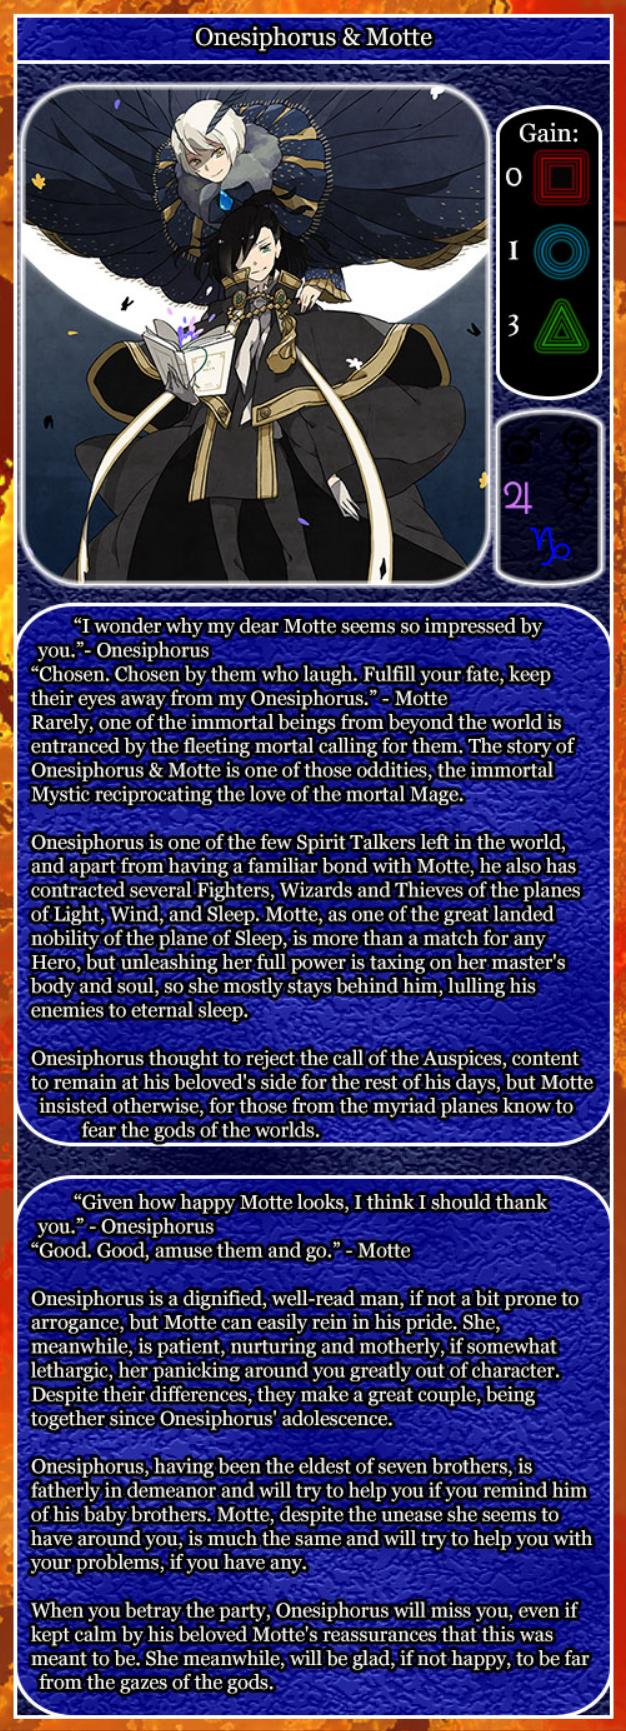 Onesiphorus & Motte
Gain:
0
1
3
♃
♑
“I wonder why my dear Motte seems so impressed by
you.”- Onesiphorus
“Chosen. Chosen by them who laugh. Fulfill your fate, keep
their eyes away from my Onesiphorus.” - Motte
Rarely, one of the immortal beings from beyond the world is
entranced by the fleeting mortal calling for them. The story of
Onesiphorus & Motte is one of those oddities, the immortal
Mystic reciprocating the love of the mortal Mage.
Onesiphorus is one of the few Spirit Talkers left in the world,
and apart from having a familiar bond with Motte, he also has
contracted several Fighters, Wizards and Thieves of the planes
of Light, Wind, and Sleep. Motte, as one of the great landed
nobility of the plane of Sleep, is more than a match for any
Hero, but unleashing her full power is taxing on her master's
body and soul, so she mostly stays behind him, lulling his
enemies to eternal sleep.
Onesiphorus thought to reject the call of the Auspices, content
to remain at his beloved's side for the rest of his days, but Motte
insisted otherwise, for those from the myriad planes know to
fear the gods of the worlds.
“Given how happy Motte looks, I think I should thank
you.” - Onesiphorus
“Good. Good, amuse them and go.” - Motte
Onesiphorus is a dignified, well-read man, if not a bit prone to
arrogance, but Motte can easily rein in his pride. She,
meanwhile, is patient, nurturing and motherly, if somewhat
lethargic, her panicking around you greatly out of character.
Despite their differences, they make a great couple, being
together since Onesiphorus' adolescence.
Onesiphorus, having been the eldest of seven brothers, is
fatherly in demeanor and will try to help you if you remind him
of his baby brothers. Motte, despite the unease she seems to
have around you, is much the same and will try to help you with
your problems, if you have any.
When you betray the party, Onesiphorus will miss you, even if
kept calm by his beloved Motte's reassurances that this was
meant to be. She meanwhile, will be glad, if not happy, to be far
from the gazes of the gods.